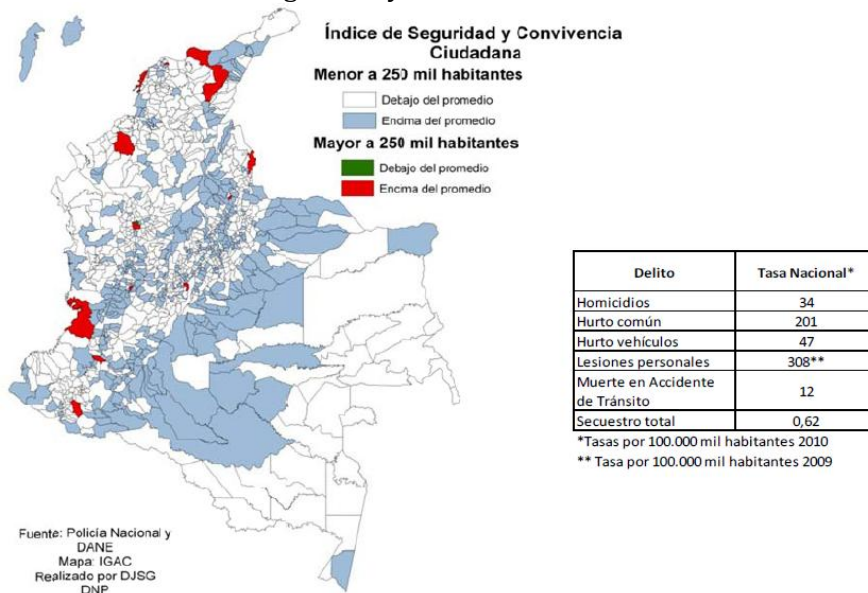 Índice de Seguridad y Convivencia
Ciudadana
Menor a 250 mil habitantes
Debajo del promedio
Encima del promedio
Mayor a 250 mil habitantes
Debajo del promedio
Encima del promedio
Delito Tasa Nacional*
Homicidios 34
Hurto común 201
Hurto vehículos 47
Lesiones personales 308**
Muerte en Accidente
de Tránsito 12
Secuestro total 0,62
*Tasas por 100.000 mil habitantes 2010
** Tasa por 100.000 mil habitantes 2009
Fuente: Policía Nacional y
DANE
Mapa: IGAC
Realizado por DJSG
DNP